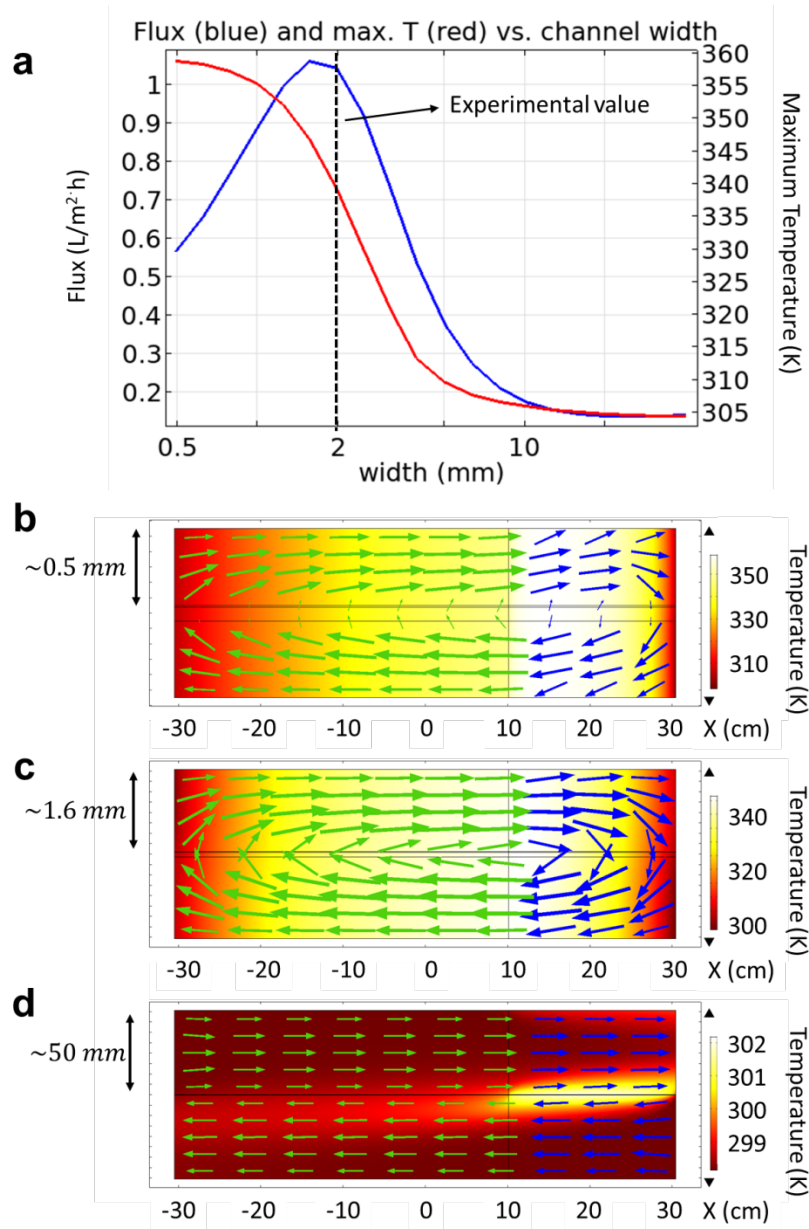 Flux (blue) and max. T (red) vs. channel width
a
Flux (L/m²·h)
1
0.9
0.8
0.7
0.6
0.5
0.4
0.3
0.2
Experimental value
360
355
350
345
340
335
330
325
320
315
310
305
Maximum Temperature (K)
0.5 2 10
width (mm)
b
~0.5 mm
350
330
310
Temperature (K)
-30 -20 -10 0 10 20 30 X (cm)
c
~1.6 mm
340
320
300
Temperature (K)
-30 -20 -10 0 10 20 30 X (cm)
d
~50 mm
302
301
300
299
Temperature (K)
-30 -20 -10 0 10 20 30 X (cm)